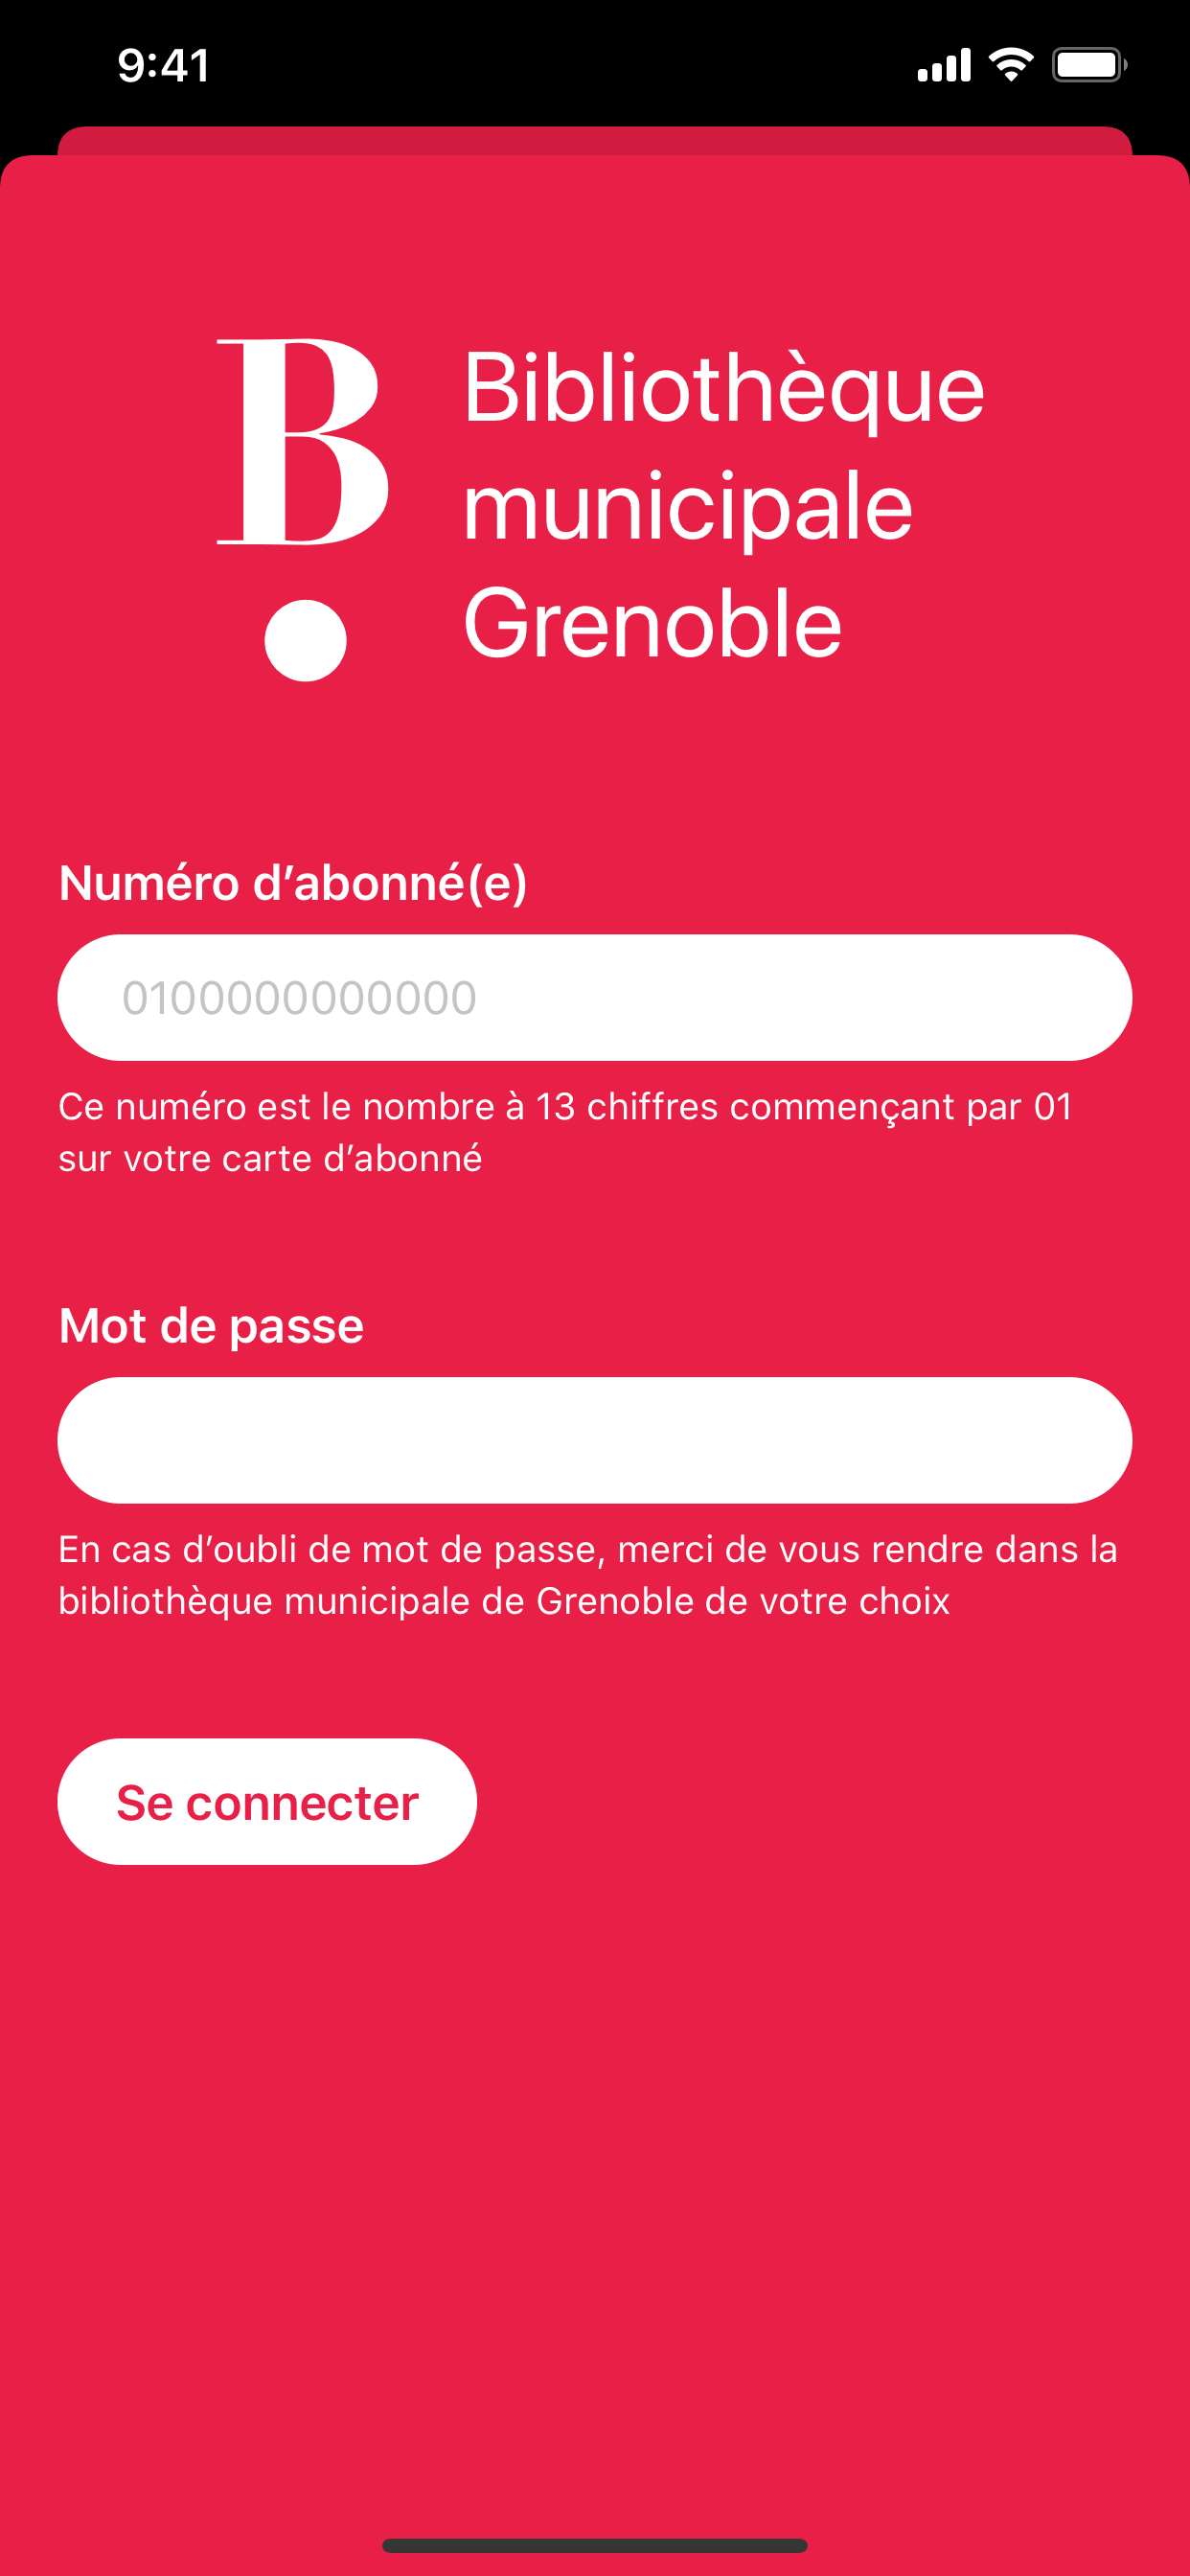 9:41
B
Bibliothèque
municipale
Grenoble
Numéro d’abonné(e)
0100000000000
Ce numéro est le nombre à 13 chiffres commençant par 01
sur votre carte d’abonné
Mot de passe
En cas d’oubli de mot de passe, merci de vous rendre dans la
bibliothèque municipale de Grenoble de votre choix
Se connecter